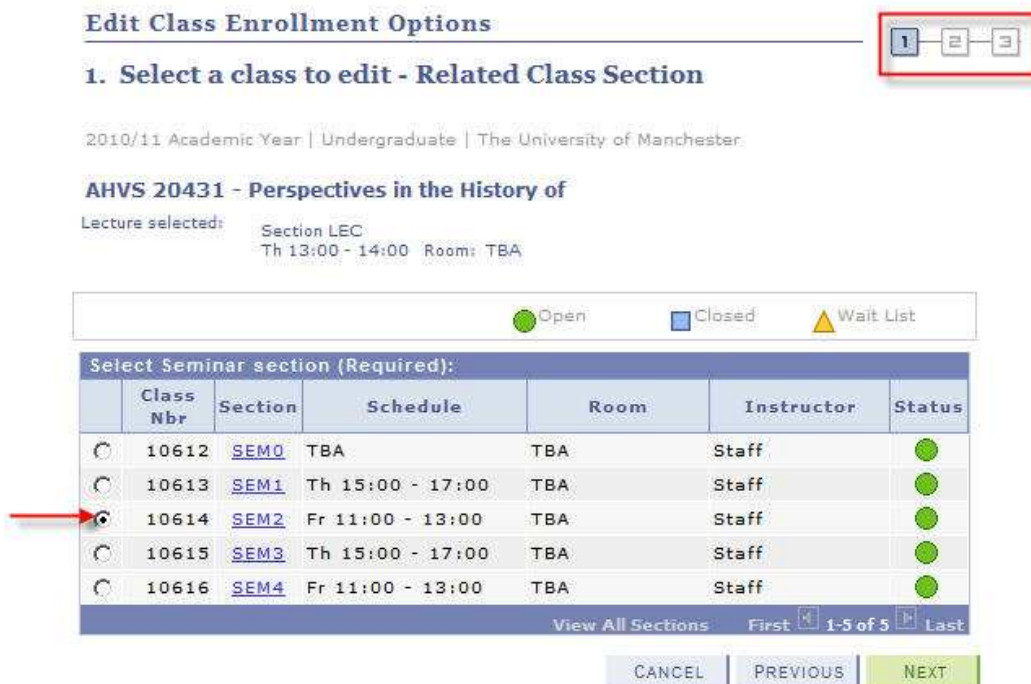 Edit Class Enrollment Options
1 2 3
1. Select a class to edit - Related Class Section
2010/11 Academic Year | Undergraduate | The University of Manchester
AHVS 20431 - Perspectives in the History of
Lecture selected: Section LEC
Th 13:00 - 14:00 Room: TBA
Open Closed Wait List
Select Seminar section (Required):
Class Nbr Section Schedule Room Instructor Status
10612 SEM0 TBA TBA Staff
10613 SEM1 Th 15:00 - 17:00 TBA Staff
10614 SEM2 Fr 11:00 - 13:00 TBA Staff
10615 SEM3 Th 15:00 - 17:00 TBA Staff
10616 SEM4 Fr 11:00 - 13:00 TBA Staff
View All Sections First 1-5 of 5 Last
CANCEL PREVIOUS NEXT